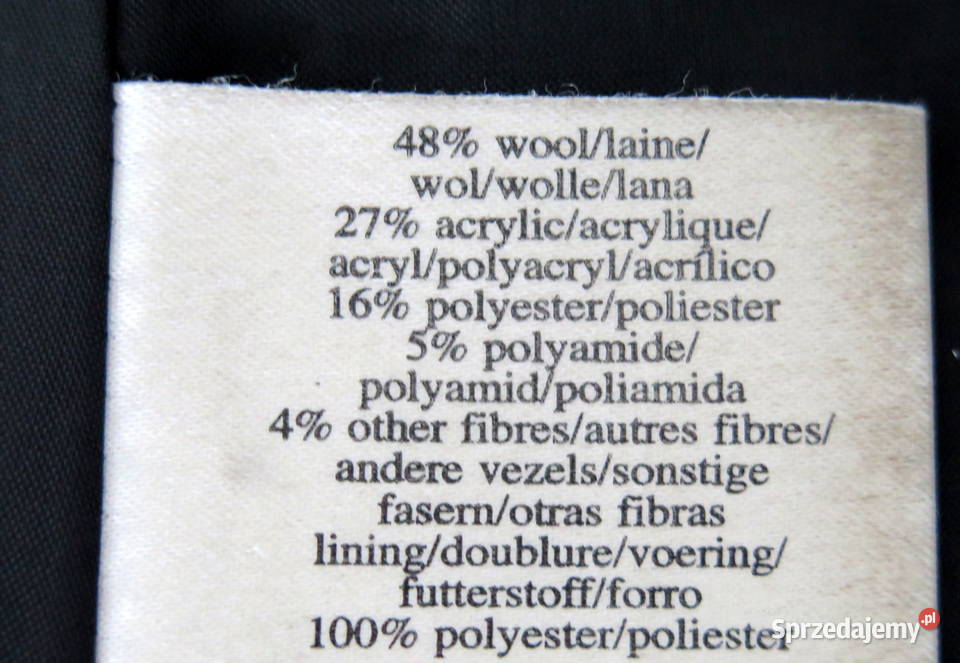 48% wool/laine/
wol/wolle/lana
27% acrylic/acrylique/
acryl/polyacryl/acrílico
16% polyester/poliester
5% polyamide/
polyamid/poliamida
4% other fibres/autres fibres/
andere vezels/sonstige
fasern/otras fibras
lining/doublure/voering/
futterstoff/forro
100% polyester/poliester
Sprzedajemy.pl